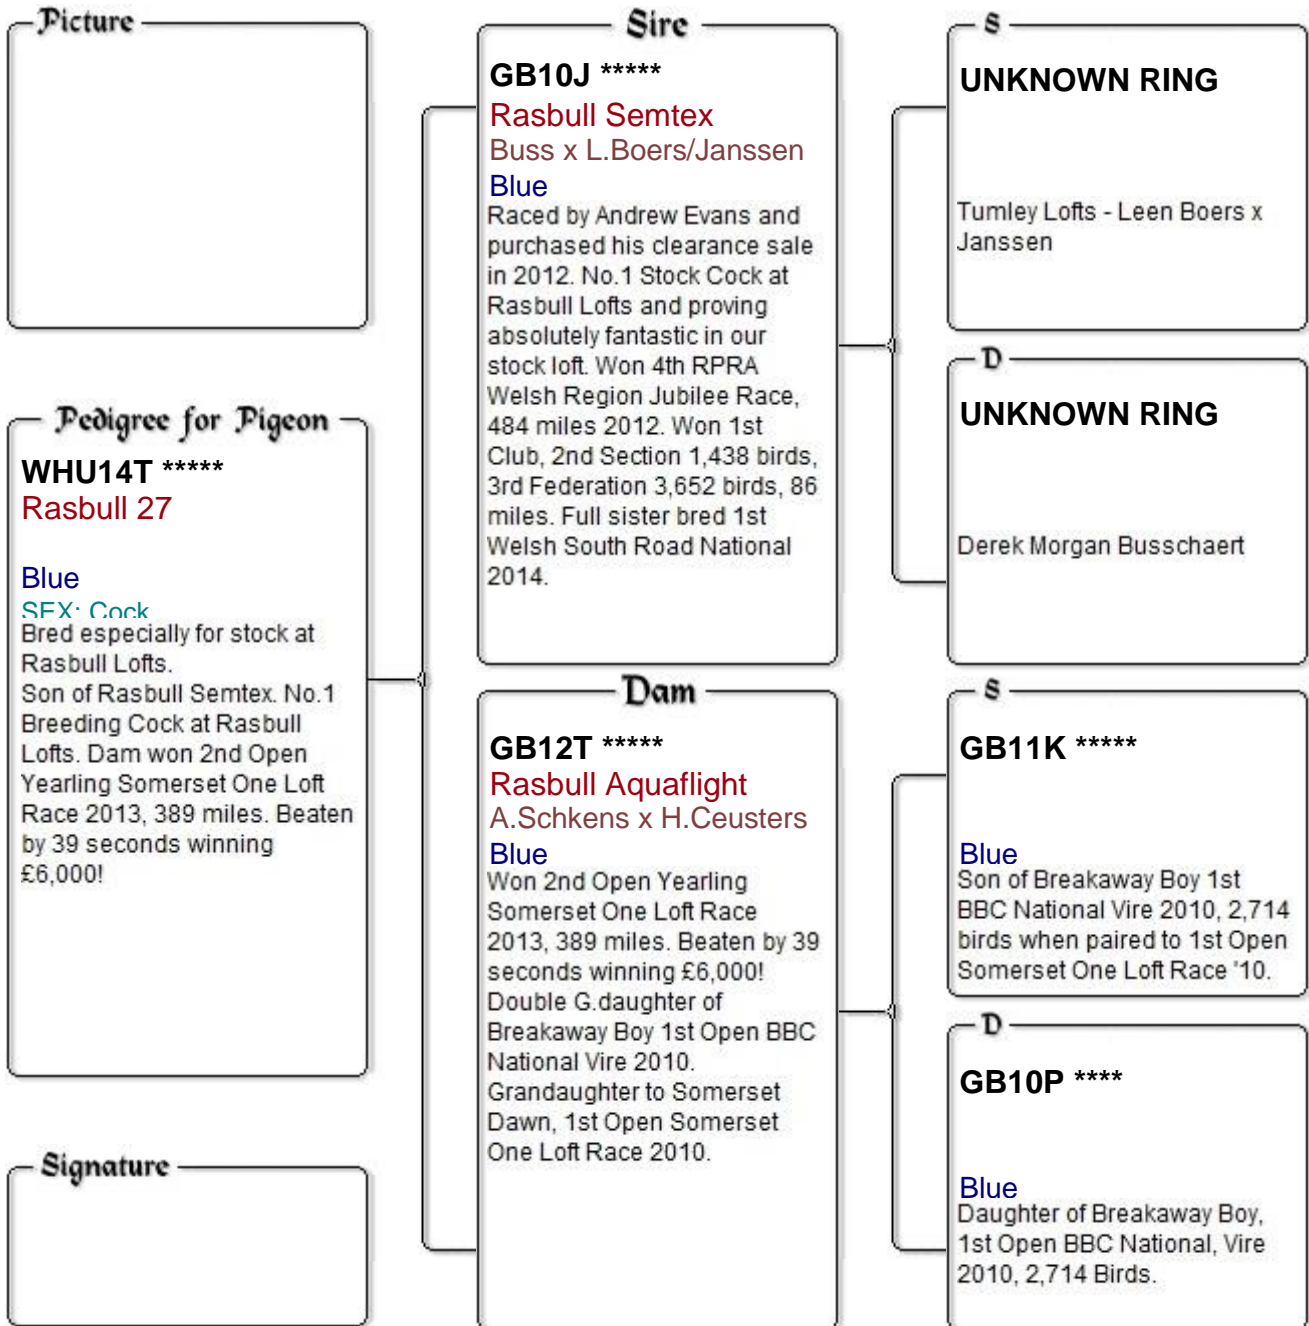 Picture
Pedigree for Pigeon
WHU14T *****
Rasbull 27
Blue
SEX: Cock
Bred especially for stock at
Rasbull Lofts.
Son of Rasbull Semtex. No.1
Breeding Cock at Rasbull
Lofts. Dam won 2nd Open
Yearling Somerset One Loft
Race 2013, 389 miles. Beaten
by 39 seconds winning
£6,000!
Signature
Sire
GB10J *****
Rasbull Semtex
Buss x L.Boers/Janssen
Blue
Raced by Andrew Evans and
purchased his clearance sale
in 2012. No.1 Stock Cock at
Rasbull Lofts and proving
absolutely fantastic in our
stock loft. Won 4th RPRA
Welsh Region Jubilee Race,
484 miles 2012. Won 1st
Club, 2nd Section 1,438 birds,
3rd Federation 3,652 birds, 86
miles. Full sister bred 1st
Welsh South Road National
2014.
Dam
GB12T *****
Rasbull Aquaflight
A.Schkens x H.Ceusters
Blue
Won 2nd Open Yearling
Somerset One Loft Race
2013, 389 miles. Beaten by 39
seconds winning £6,000!
Double G.daughter of
Breakaway Boy 1st Open BBC
National Vire 2010.
Grandaughter to Somerset
Dawn, 1st Open Somerset
One Loft Race 2010.
S
UNKNOWN RING
Tumley Lofts - Leen Boers x
Janssen
D
UNKNOWN RING
Derek Morgan Busschaert
S
GB11K *****
Blue
Son of Breakaway Boy 1st
BBC National Vire 2010, 2,714
birds when paired to 1st Open
Somerset One Loft Race '10.
D
GB10P ****
Blue
Daughter of Breakaway Boy,
1st Open BBC National, Vire
2010, 2,714 Birds.